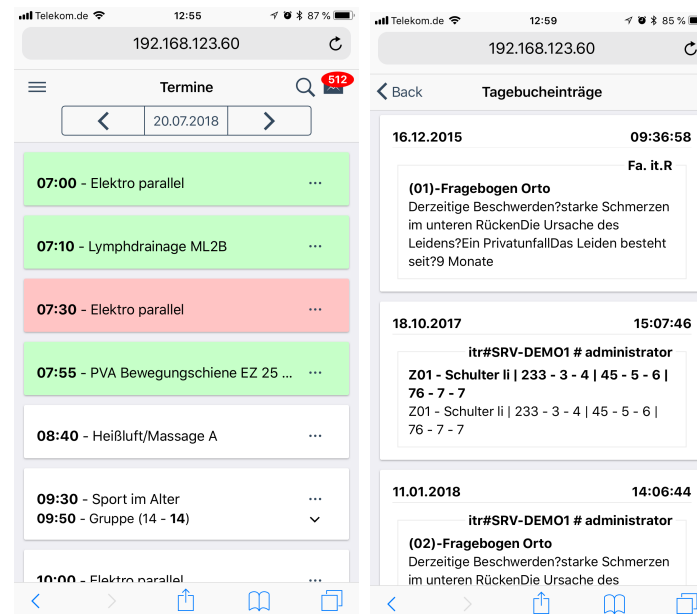 Telekom.de 12:55 87 %
192.168.123.60
Termine 512
20.07.2018
07:00 - Elektro parallel ...
07:10 - Lymphdrainage ML2B ...
07:30 - Elektro parallel ...
07:55 - PVA Bewegungschiene EZ 25 ... ...
08:40 - Heißluft/Massage A ...
09:30 - Sport im Alter ...
09:50 - Gruppe (14 - 14)
10:00 - Elektro parallel ...
Telekom.de 12:59 85 %
192.168.123.60
Back Tagebucheinträge
16.12.2015 09:36:58
Fa. it.R
(01)-Fragebogen Orto
Derzeitige Beschwerden?starke Schmerzen
im unteren RückenDie Ursache des
Leidens?Ein PrivatunfallDas Leiden besteht
seit?9 Monate
18.10.2017 15:07:46
itr#SRV-DEMO1 # administrator
Z01 - Schulter li | 233 - 3 - 4 | 45 - 5 - 6 |
76 - 7 - 7
Z01 - Schulter li | 233 - 3 - 4 | 45 - 5 - 6 |
76 - 7 - 7
11.01.2018 14:06:44
itr#SRV-DEMO1 # administrator
(02)-Fragebogen Orto
Derzeitige Beschwerden?starke Schmerzen
im unteren RückenDie Ursache des